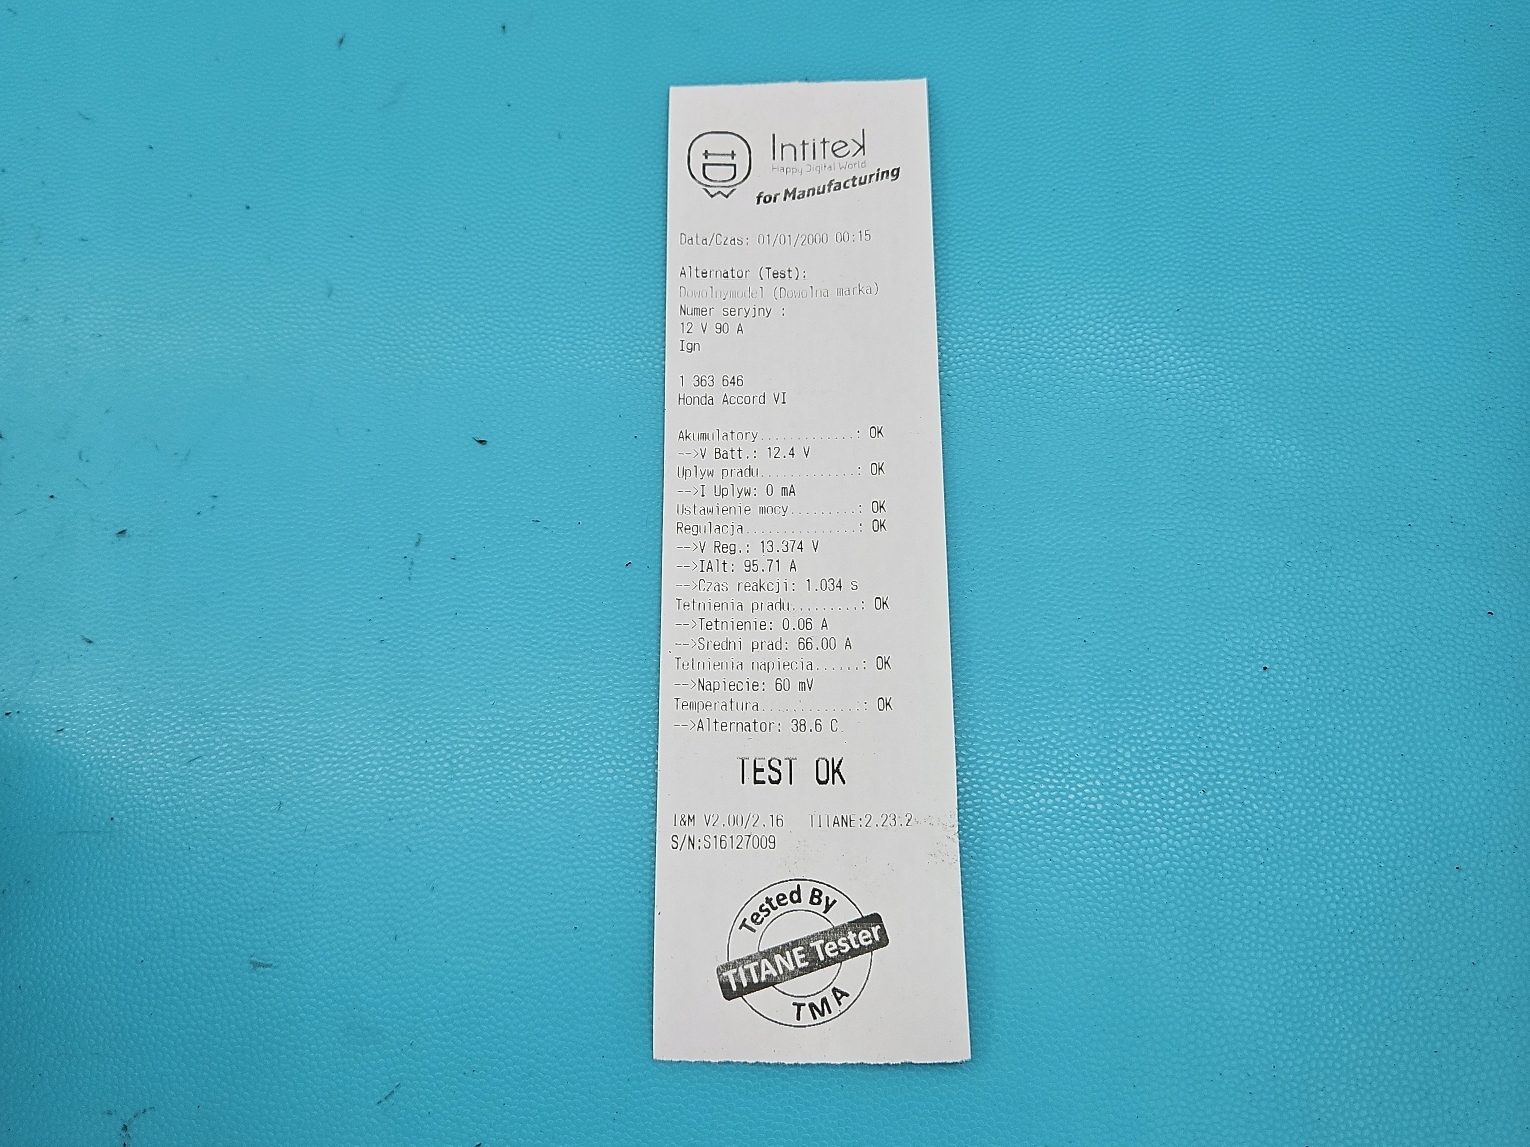 Intitek
Happy Digital World
for Manufacturing
Data/Czas: 01/01/2000 00:15
Alternator (Test):
Dowolnymodel (Dowolna marka)
Numer seryjny :
12 V 90 A
Ign
1 363 646
Honda Accord VI
Akumulatory.............: OK
-->V Batt.: 12.4 V
Uplyw pradu.............: OK
-->I Uplyw: 0 mA
Ustawienie mocy.........: OK
Regulacja...............: OK
-->V Reg.: 13.374 V
-->IAlt: 95.71 A
-->Czas reakcji: 1.034 s
Tetnienia pradu.........: OK
-->Tetnienie: 0.06 A
-->Sredni prad: 66.00 A
Tetnienia napiecia......: OK
-->Napiecie: 60 mV
Temperatura.............: OK
-->Alternator: 38.6 C
TEST OK
I&M V2.00/2.16 TITANE:2.23.2
S/N:S16127009
Tested By
TITANE Tester
TMA